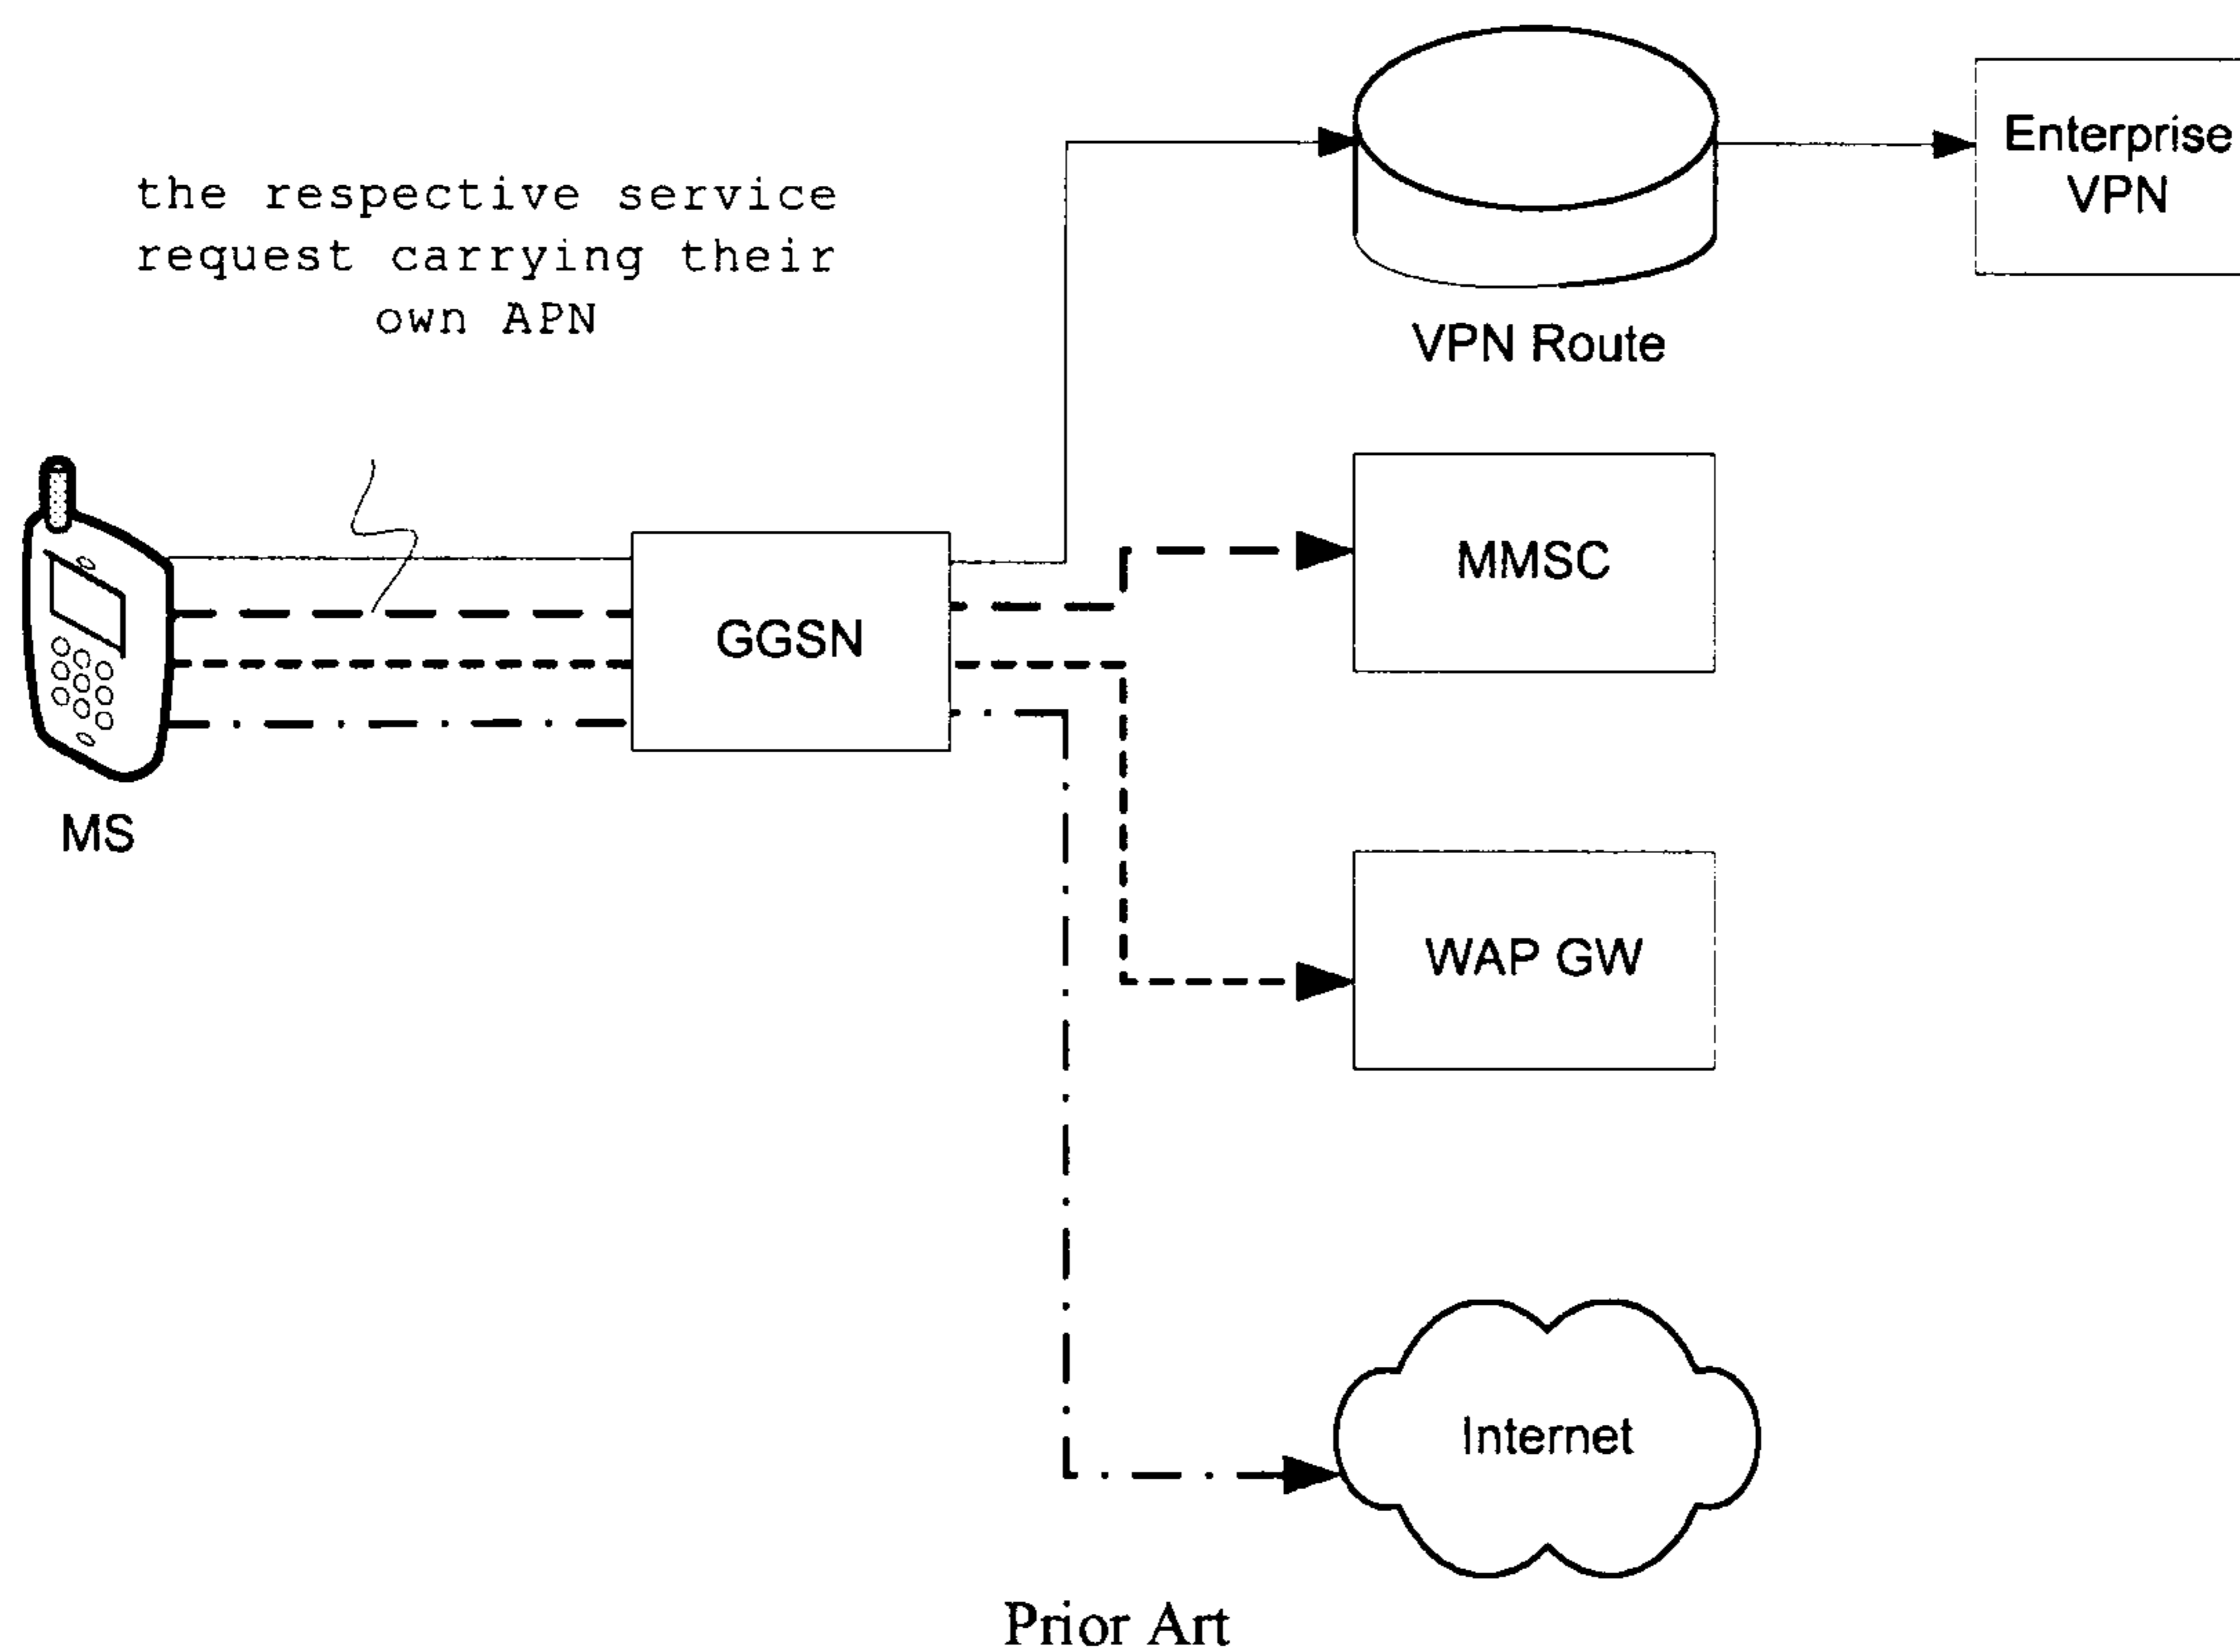 the respective service
request carrying their
own APN
Enterprise
VPN
VPN Route
MMSC
GGSN
MS
WAP GW
Internet
Prior Art